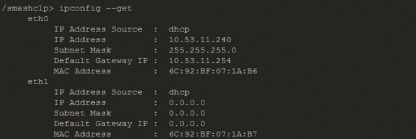 /smashclp> ipconfig --get
eth0
IP Address Source : dhcp
IP Address : 10.53.11.240
Subnet Mask : 255.255.255.0
Default Gateway IP : 10.53.11.254
MAC Address : 6C:92:BF:07:1A:B6
eth1
IP Address Source : dhcp
IP Address : 0.0.0.0
Subnet Mask : 0.0.0.0
Default Gateway IP : 0.0.0.0
MAC Address : 6C:92:BF:07:1A:B7